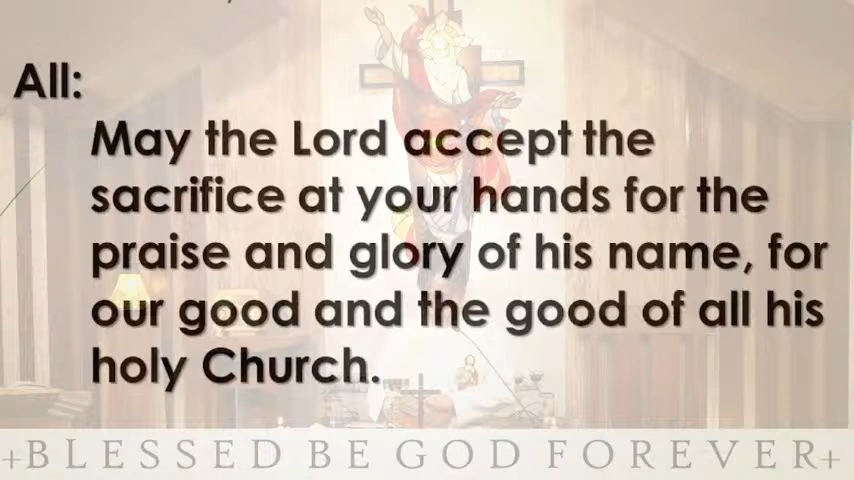 All:
May the Lord accept the
sacrifice at your hands for the
praise and glory of his name, for
our good and the good of all his
holy Church.
+BLESSED BE GOD FOREVER+